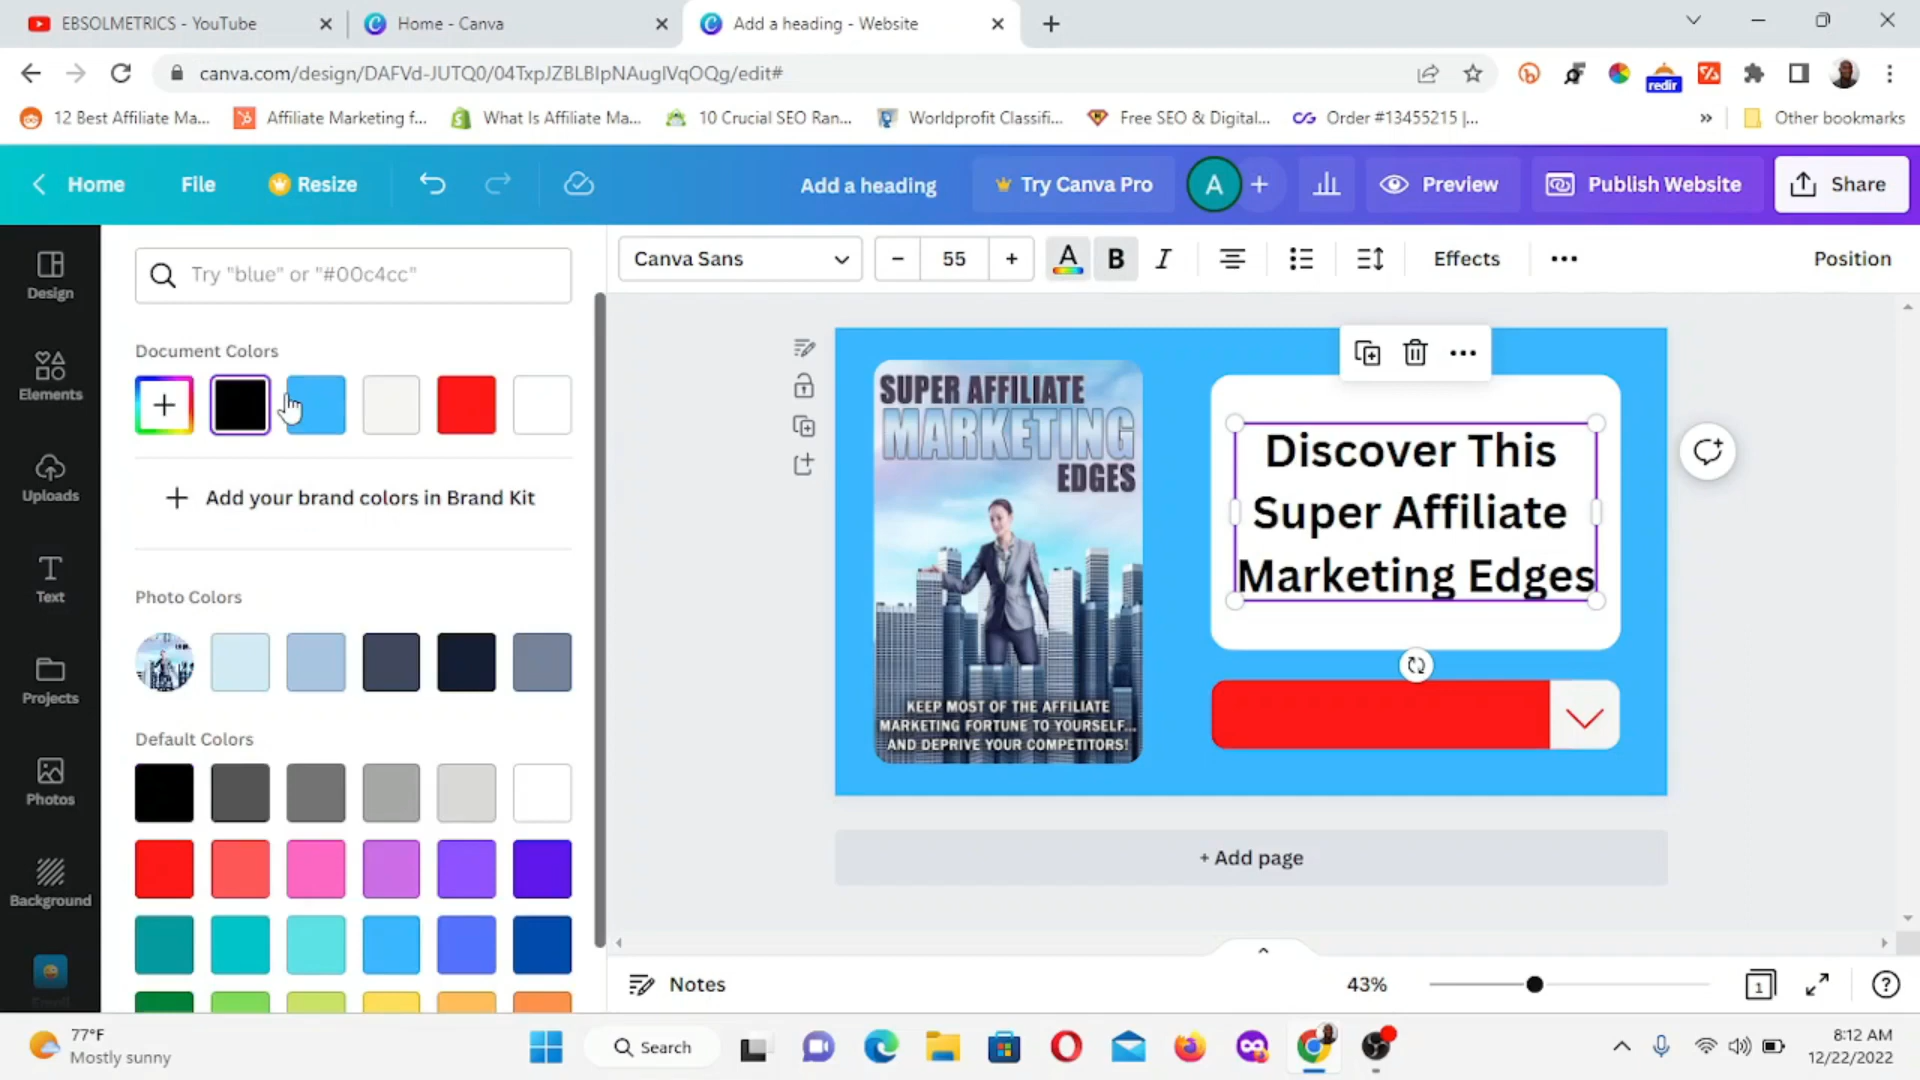 EBSOLMETRICS - YouTube
Home - Canva
Add a heading - Website
canva.com/design/DAFVd-JUTQ0/04TxpJZBLBIpNAugIVqOQg/edit#
redir
12 Best Affiliate Ma...
Affiliate Marketing f...
What Is Affiliate Ma...
10 Crucial SEO Ran...
Worldprofit Classifi...
Free SEO & Digital...
Order #13455215 |...
»
Other bookmarks
Home
File
Resize
Add a heading
Try Canva Pro
A
+
Preview
Publish Website
Share
Design
Elements
Uploads
Text
Projects
Photos
Background
Email
Try "blue" or "#00c4cc"
Document Colors
+ Add your brand colors in Brand Kit
Photo Colors
Default Colors
Canva Sans
– 55 +
A
B
I
Effects
Position
SUPER AFFILIATE
MARKETING
EDGES
KEEP MOST OF THE AFFILIATE
MARKETING FORTUNE TO YOURSELF...
AND DEPRIVE YOUR COMPETITORS!
Discover This
Super Affiliate
Marketing Edges
+ Add page
Notes
43%
1
?
77°F
Mostly sunny
Search
8:12 AM
12/22/2022